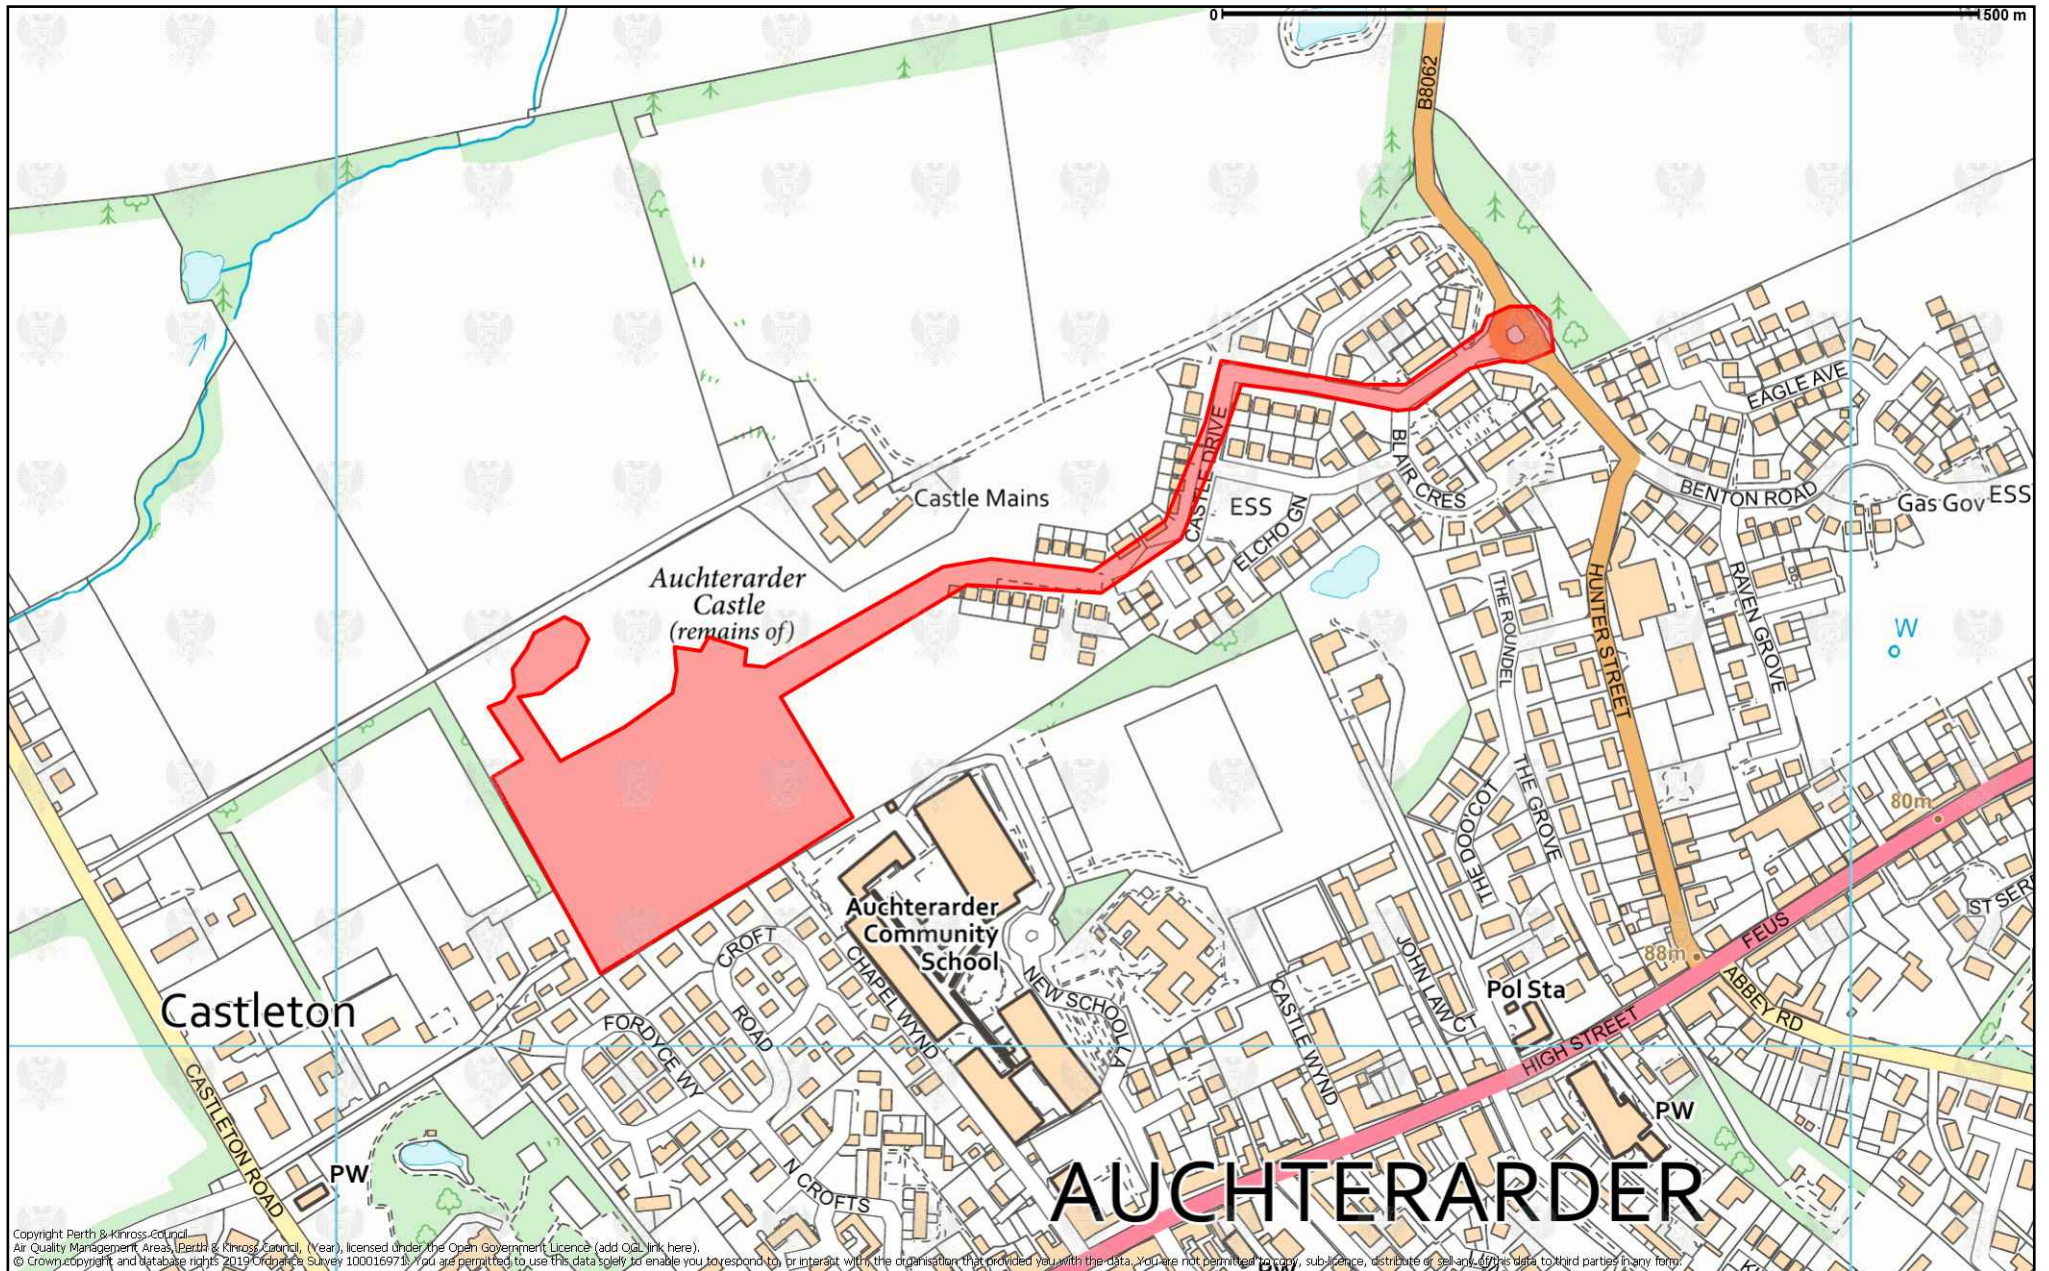 0
500 m
B8062
EAGLE AVE
CASTLE DRIVE
BLAIR CRES
BENTON ROAD
Gas Gov
ESS
Castle Mains
ESS
ELCHO GN
Auchterarder
Castle
(remains of)
THE ROUNDEL
HUNTER STREET
RAVEN GROVE
W
THE DOO'COT
THE GROVE
80m
Auchterarder
Community
School
CROFT
ROAD
CHAPEL WYND
NEW SCHOOL LA
JOHN LAW CT
CASTLE WYND
88m
FEUS
ST SER
Pol Sta
ABBEY RD
HIGH STREET
Castleton
FORDYCE WY
CASTLETON ROAD
PW
PW
N CROFTS
AUCHTERARDER
PW
Copyright Perth & Kinross Council
Air Quality Management Areas, Perth & Kinross Council, (Year), licensed under the Open Government Licence (add OGL link here).
© Crown copyright and database rights 2019 Ordnance Survey 100016971. You are permitted to use this data solely to enable you to respond to, or interact with, the organisation that provided you with the data. You are not permitted to copy, sub-licence, distribute or sell any of this data to third parties in any form.